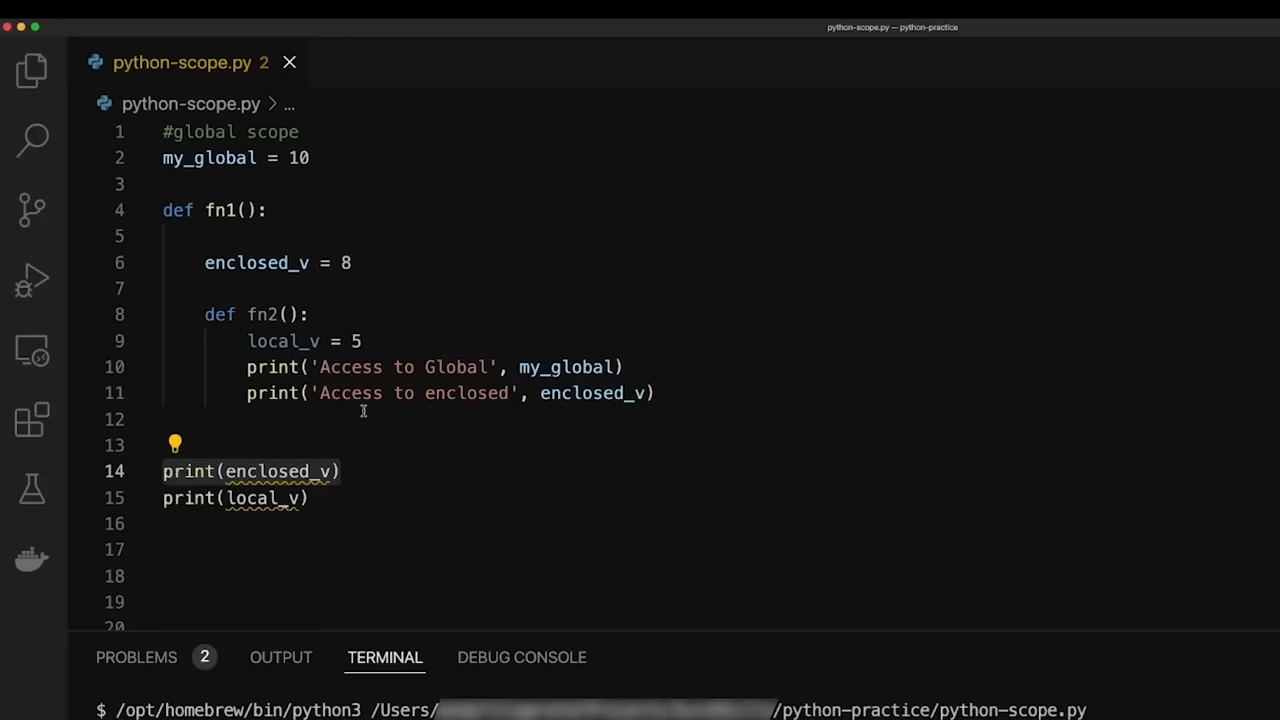 python-scope.py — python-practice
python-scope.py 2
python-scope.py > ...
1 #global scope
2 my_global = 10
3
4 def fn1():
5
6 enclosed_v = 8
7
8 def fn2():
9 local_v = 5
10 print('Access to Global', my_global)
11 print('Access to enclosed', enclosed_v)
12
13
14 print(enclosed_v)
15 print(local_v)
16
17
18
19
20
PROBLEMS 2 OUTPUT TERMINAL DEBUG CONSOLE
$ /opt/homebrew/bin/python3 /Users/ /python-practice/python-scope.py